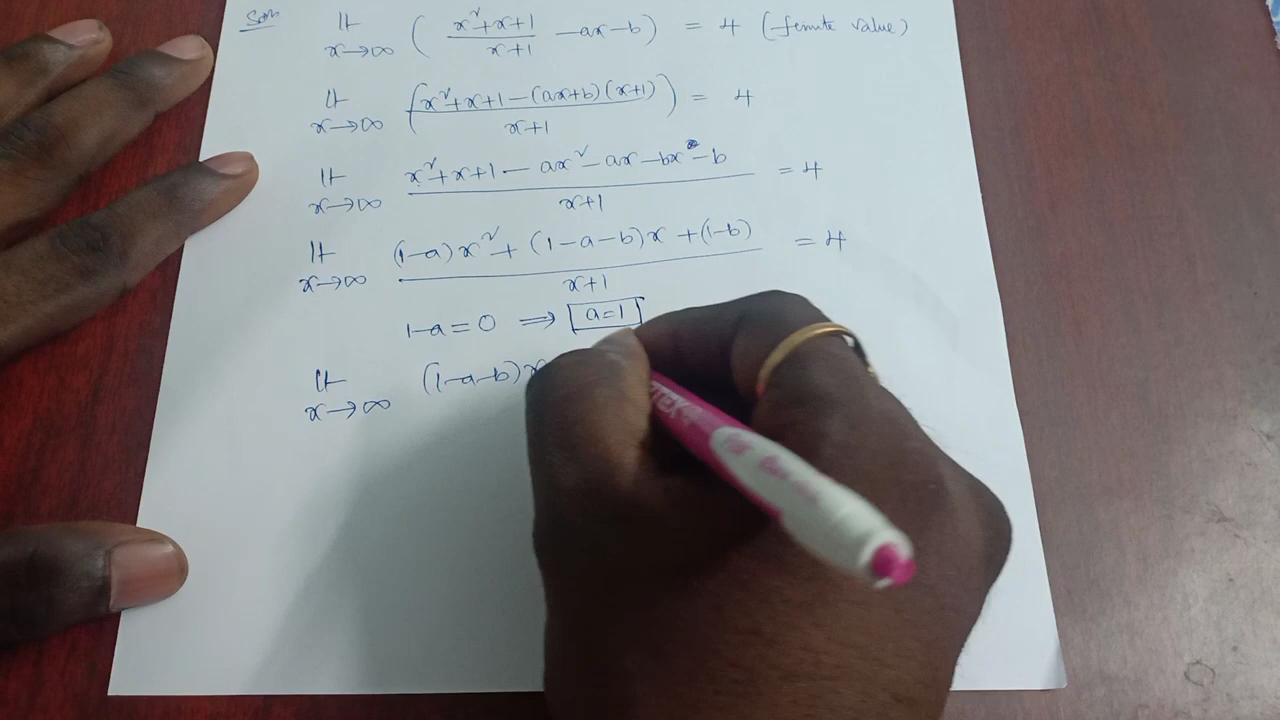 Soln lt ( x²+x+1 / x+1 -ax-b) = 4 (finite value)
x→∞
lt (x²+x+1-(ax+b)(x+1) / x+1) = 4
x→∞
lt x²+x+1-ax²-ax-bx-b / x+1 = 4
x→∞
lt (1-a)x²+(1-a-b)x+(1-b) / x+1 = 4
x→∞
1-a=0 ⟹ a=1
lt (1-a-b)x
x→∞